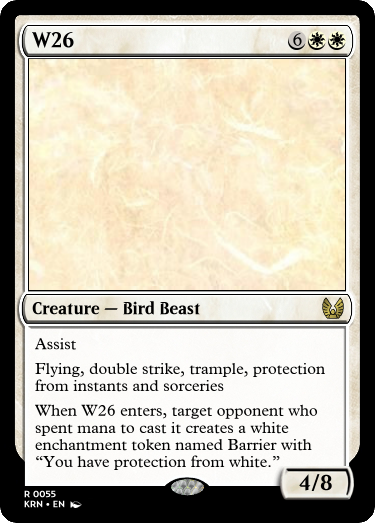 W26 6
Creature — Bird Beast
Assist
Flying, double strike, trample, protection
from instants and sorceries
When W26 enters, target opponent who
spent mana to cast it creates a white
enchantment token named Barrier with
“You have protection from white.”
4/8
R 0055
KRN • EN